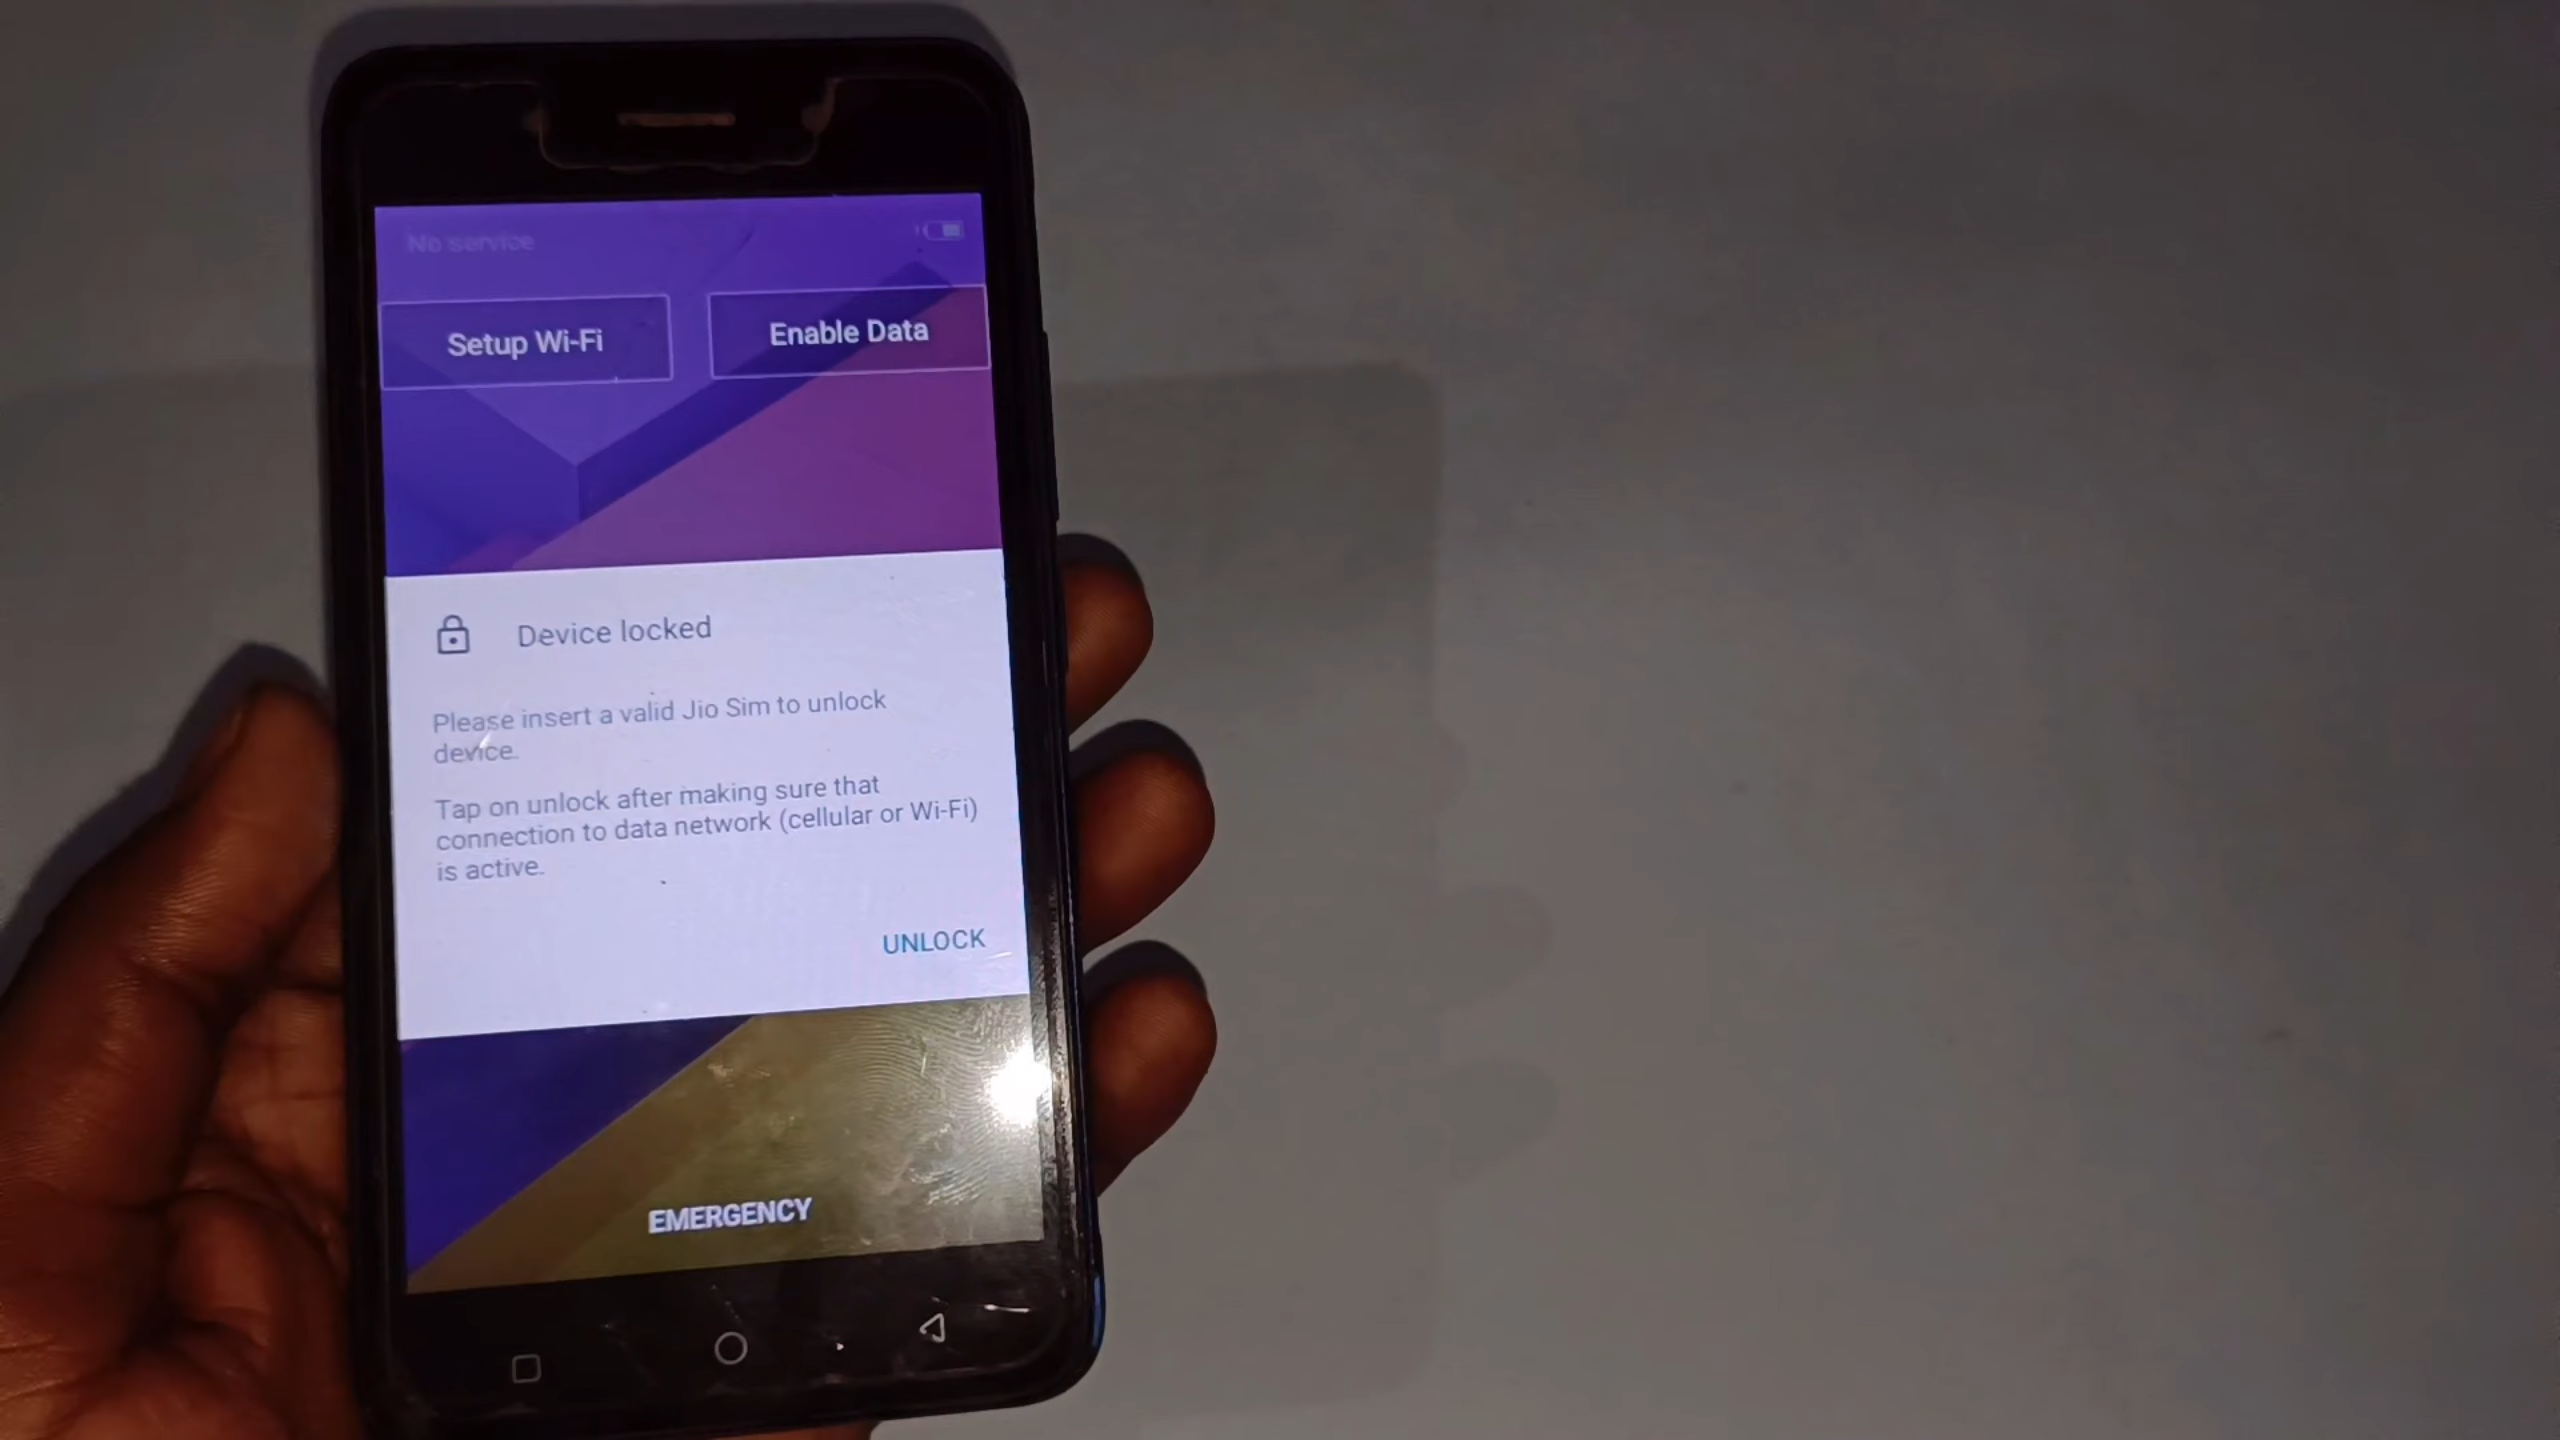 No service
Setup Wi-Fi
Enable Data
Device locked
Please insert a valid Jio Sim to unlock
device.
Tap on unlock after making sure that
connection to data network (cellular or Wi-Fi)
is active.
UNLOCK
EMERGENCY